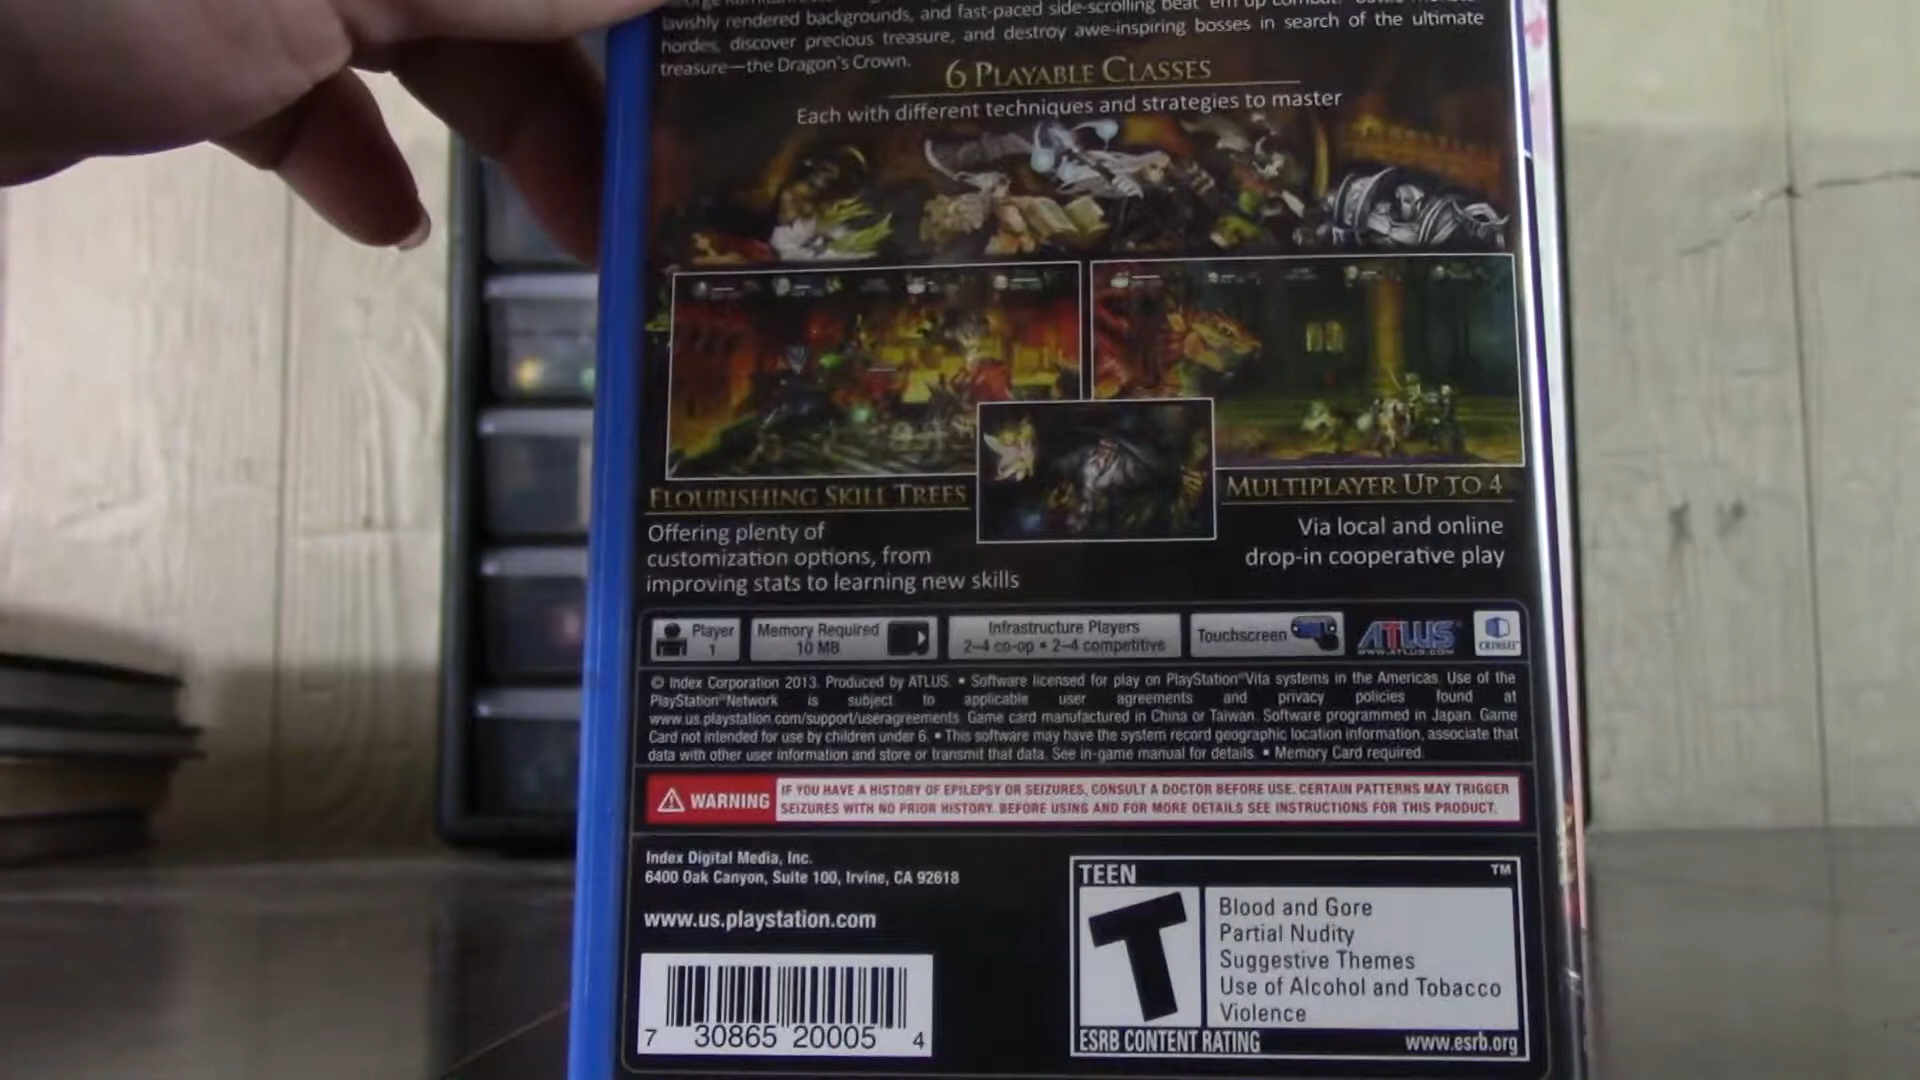 lavishly rendered backgrounds, and fast-paced side-scrolling beat 'em up combat.
hordes, discover precious treasure, and destroy awe-inspiring bosses in search of the ultimate
treasure—the Dragon's Crown.
6 PLAYABLE CLASSES
Each with different techniques and strategies to master
FLOURISHING SKILL TREES
Offering plenty of
customization options, from
improving stats to learning new skills
MULTIPLAYER UP TO 4
Via local and online
drop-in cooperative play
Player
1
Memory Required
10 MB
Infrastructure Players
2–4 co-op • 2–4 competitive
Touchscreen
ATLUS
WWW.ATLUS.COM
© Index Corporation 2013. Produced by ATLUS. • Software licensed for play on PlayStation®Vita systems in the Americas. Use of the
PlayStation®Network is subject to applicable user agreements and privacy policies found at
www.us.playstation.com/support/useragreements. Game card manufactured in China or Taiwan. Software programmed in Japan. Game
Card not intended for use by children under 6. • This software may have the system record geographic location information, associate that
data with other user information and store or transmit that data. See in-game manual for details. • Memory Card required.
WARNING
IF YOU HAVE A HISTORY OF EPILEPSY OR SEIZURES, CONSULT A DOCTOR BEFORE USE. CERTAIN PATTERNS MAY TRIGGER
SEIZURES WITH NO PRIOR HISTORY. BEFORE USING AND FOR MORE DETAILS SEE INSTRUCTIONS FOR THIS PRODUCT.
Index Digital Media, Inc.
6400 Oak Canyon, Suite 100, Irvine, CA 92618
www.us.playstation.com
7 30865 20005 4
TEEN
TM
T
Blood and Gore
Partial Nudity
Suggestive Themes
Use of Alcohol and Tobacco
Violence
ESRB CONTENT RATING
www.esrb.org